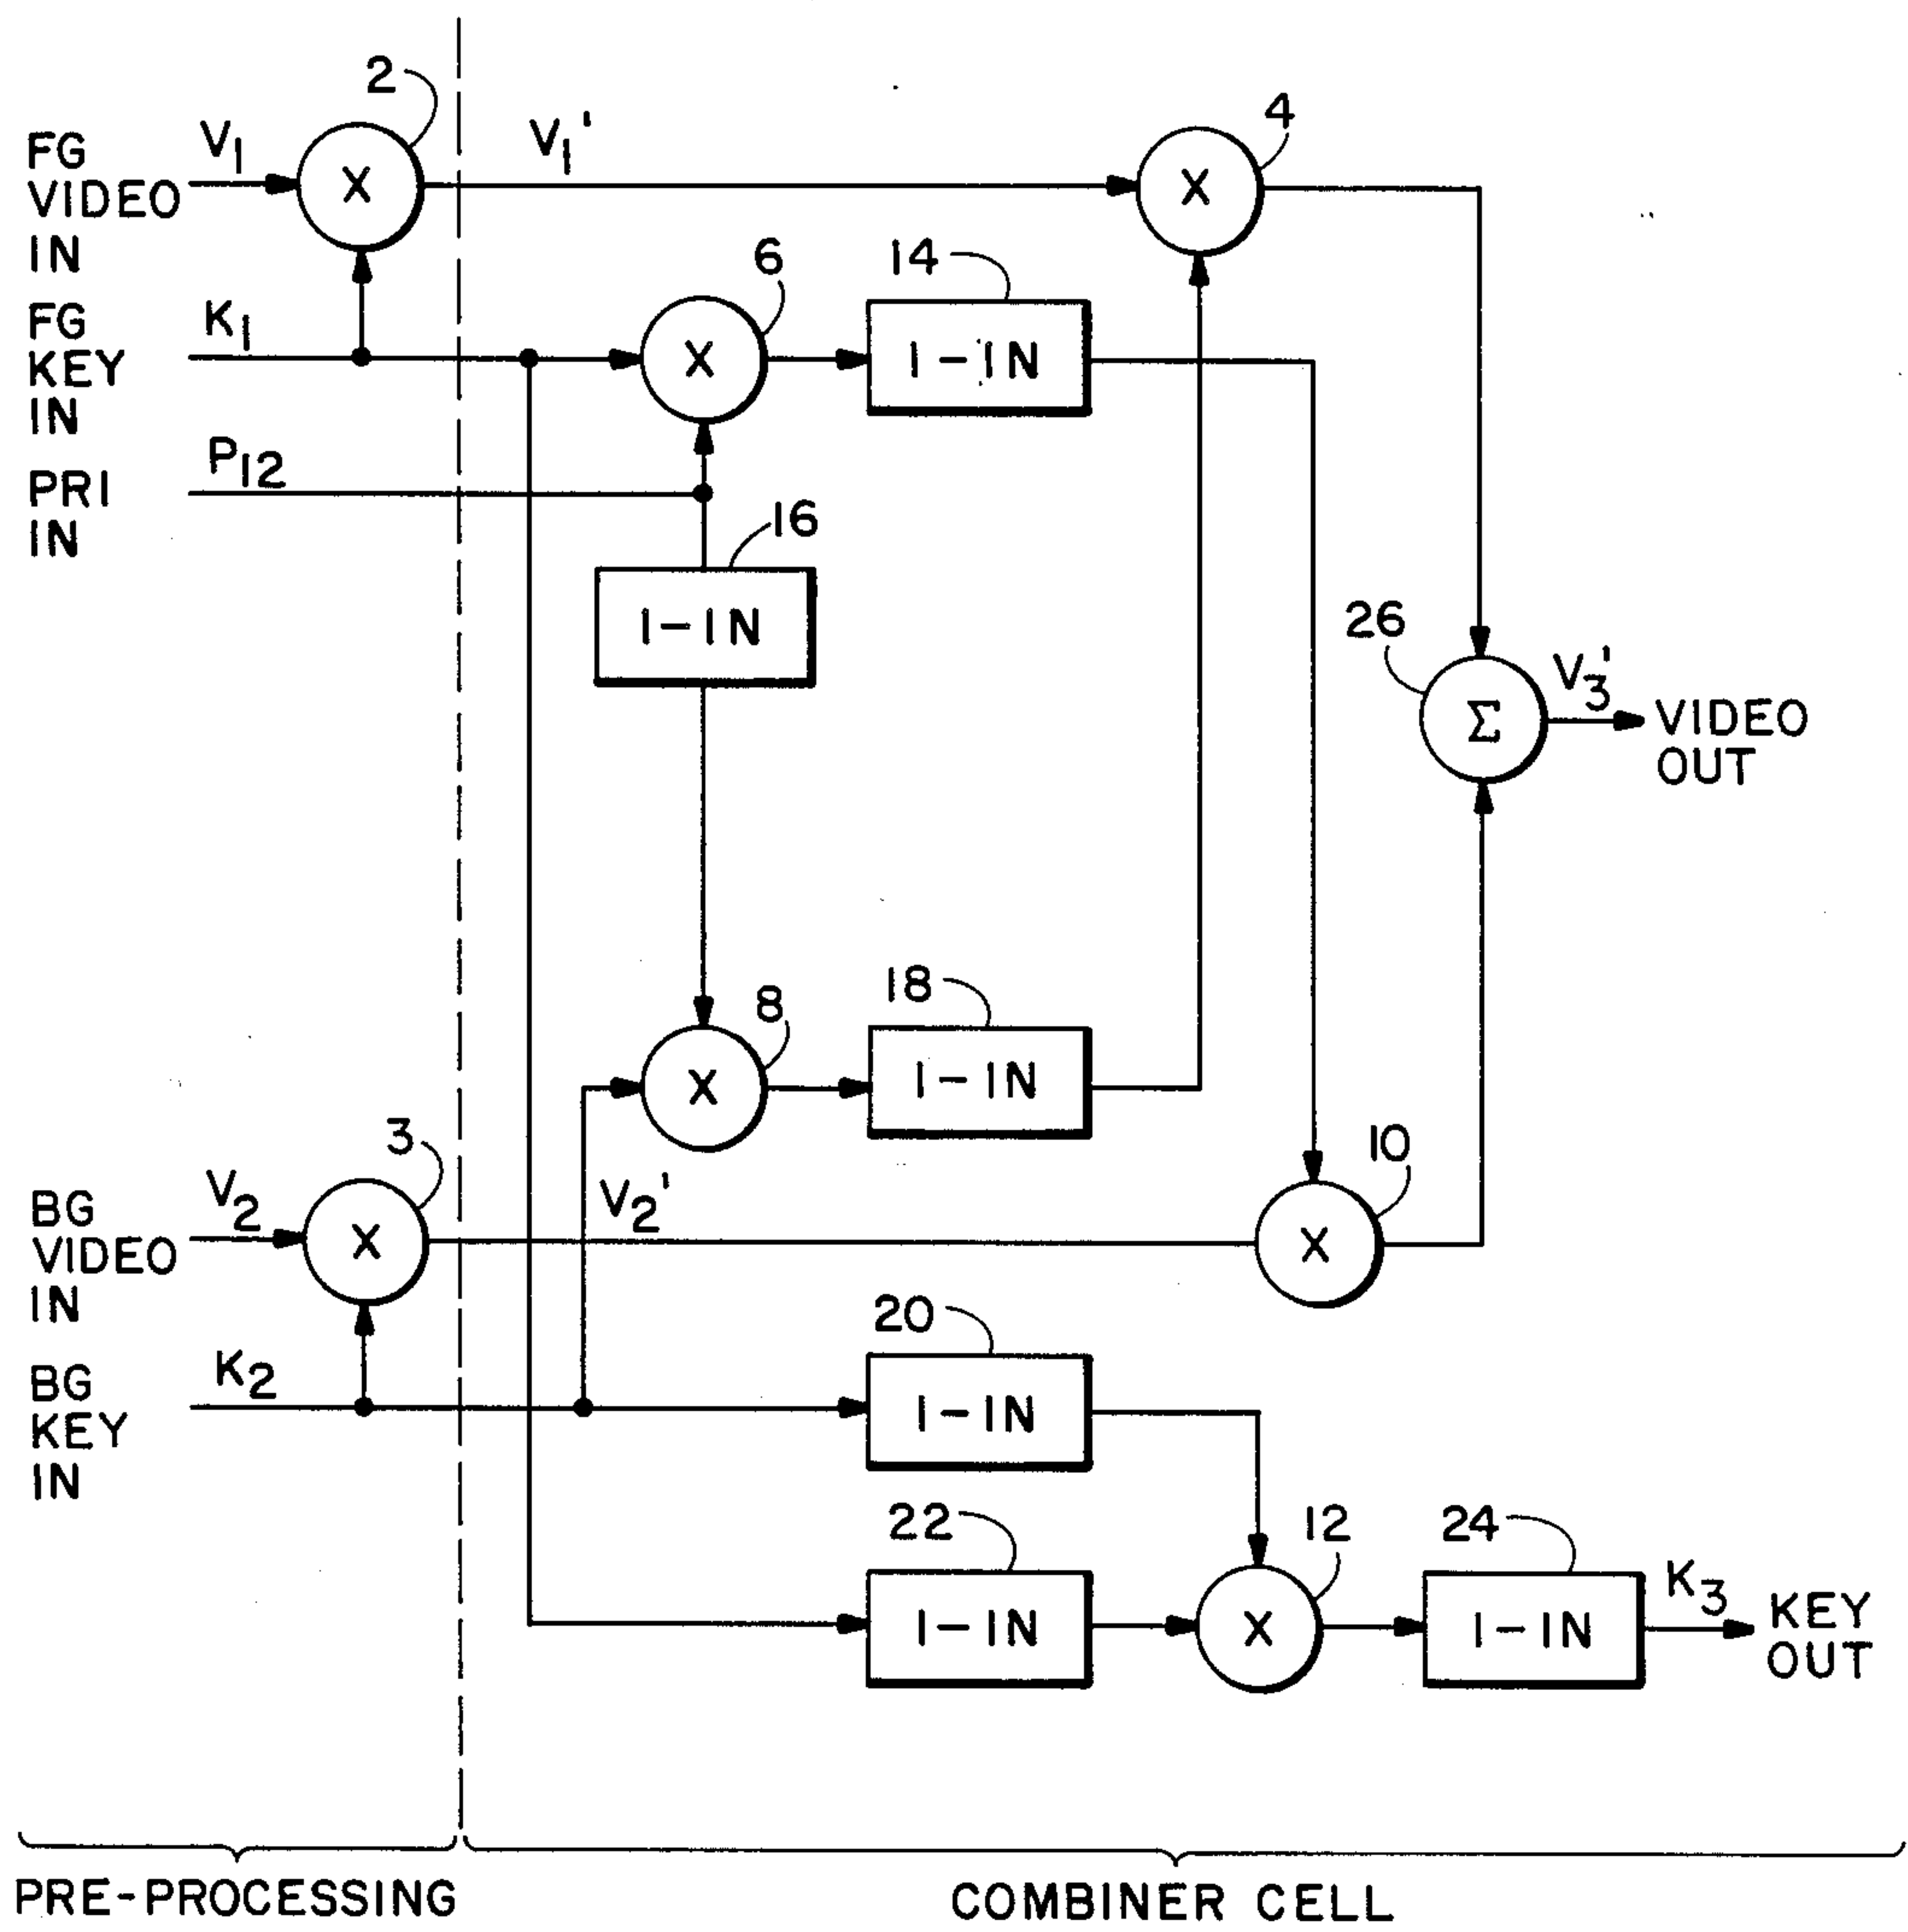 2
V1
V1'
4
FG
VIDEO
IN
X
X
6
14
K1
FG
KEY
IN
X
1-IN
P12
PRI
IN
16
1-IN
26
V3'
Σ
VIDEO
OUT
18
8
1-IN
X
3
10
V2
V2'
BG
VIDEO
IN
X
X
20
K2
BG
KEY
IN
1-IN
22
12
24
K3
1-IN
X
1-IN
KEY
OUT
PRE-PROCESSING
COMBINER CELL